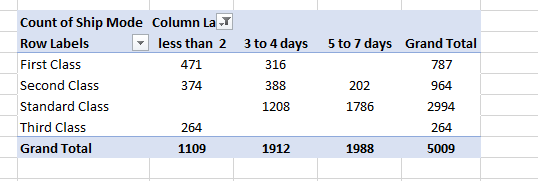 Count of Ship Mode Column La
Row Labels less than 2 3 to 4 days 5 to 7 days Grand Total
First Class 471 316 787
Second Class 374 388 202 964
Standard Class 1208 1786 2994
Third Class 264 264
Grand Total 1109 1912 1988 5009